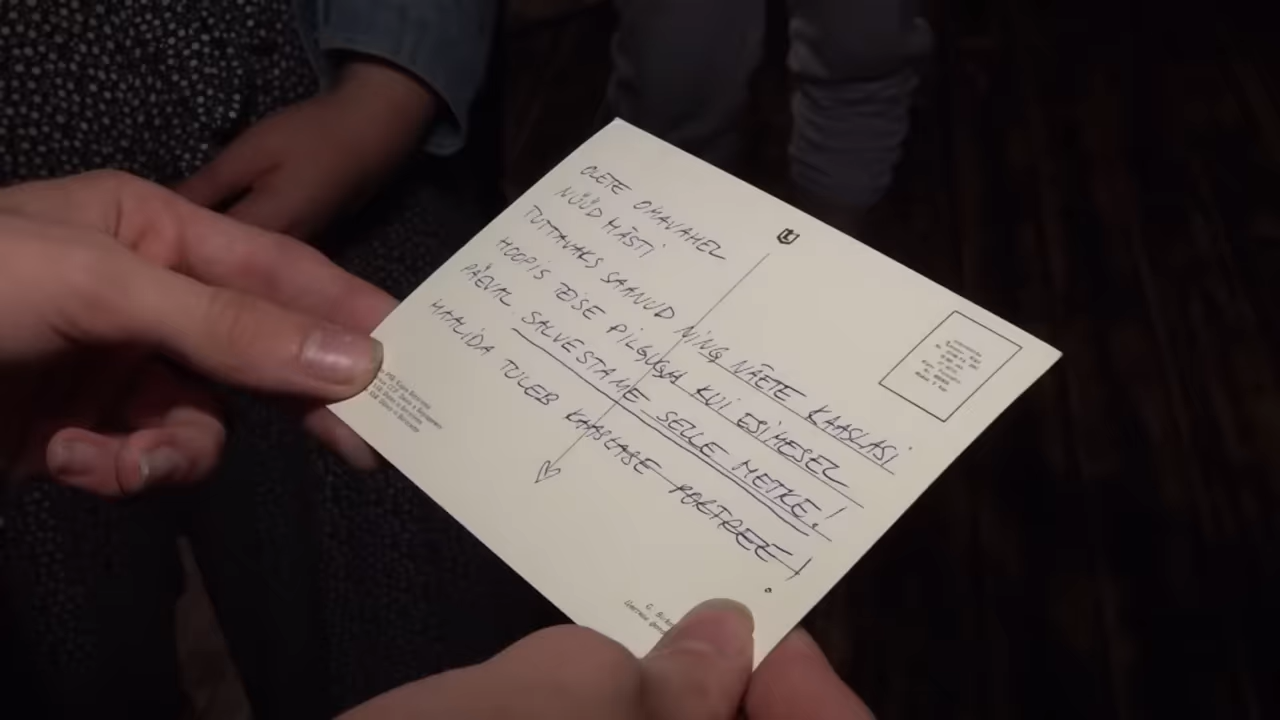 OLETE OMAVAHEL
NÜÜD HÄSTI
TUTTAVAKS SAANUD NING NÄETE KAASLASI
HOOPIS TEISE PILGUGA KUI ESIMESEL
PÄEVAL. SALVESTAME SELLE HETKE!
MAALIDA TULEB KAASLASE PORTREE!